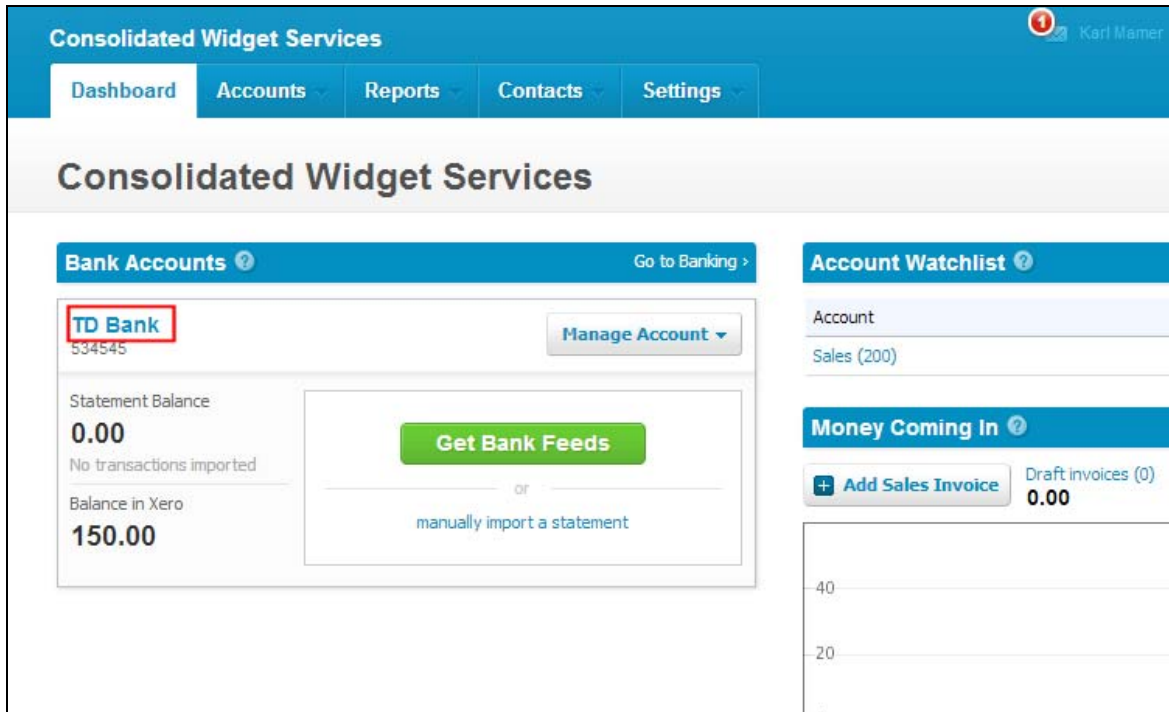 Consolidated Widget Services
1
Karl Mamer
Dashboard Accounts Reports Contacts Settings
Consolidated Widget Services
Bank Accounts ?
Go to Banking ›
TD Bank
534545
Manage Account
Statement Balance
0.00
No transactions imported
Balance in Xero
150.00
Get Bank Feeds
or
manually import a statement
Account Watchlist ?
Account
Sales (200)
Money Coming In ?
+ Add Sales Invoice
Draft invoices (0)
0.00
40
20